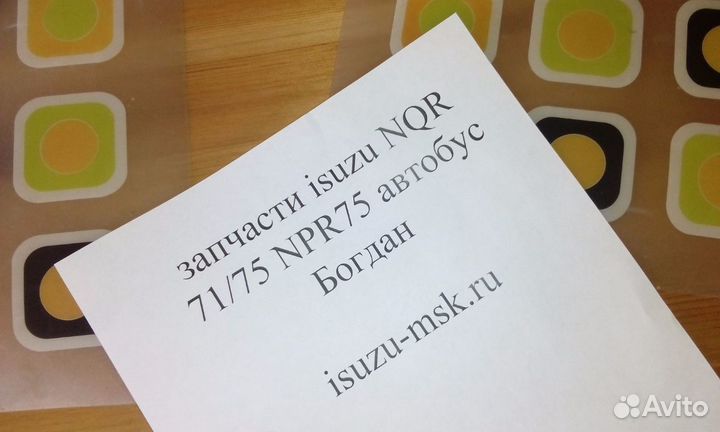 запчасти isuzu NQR
71/75 NPR75 автобус
Богдан
isuzu-msk.ru
Avito